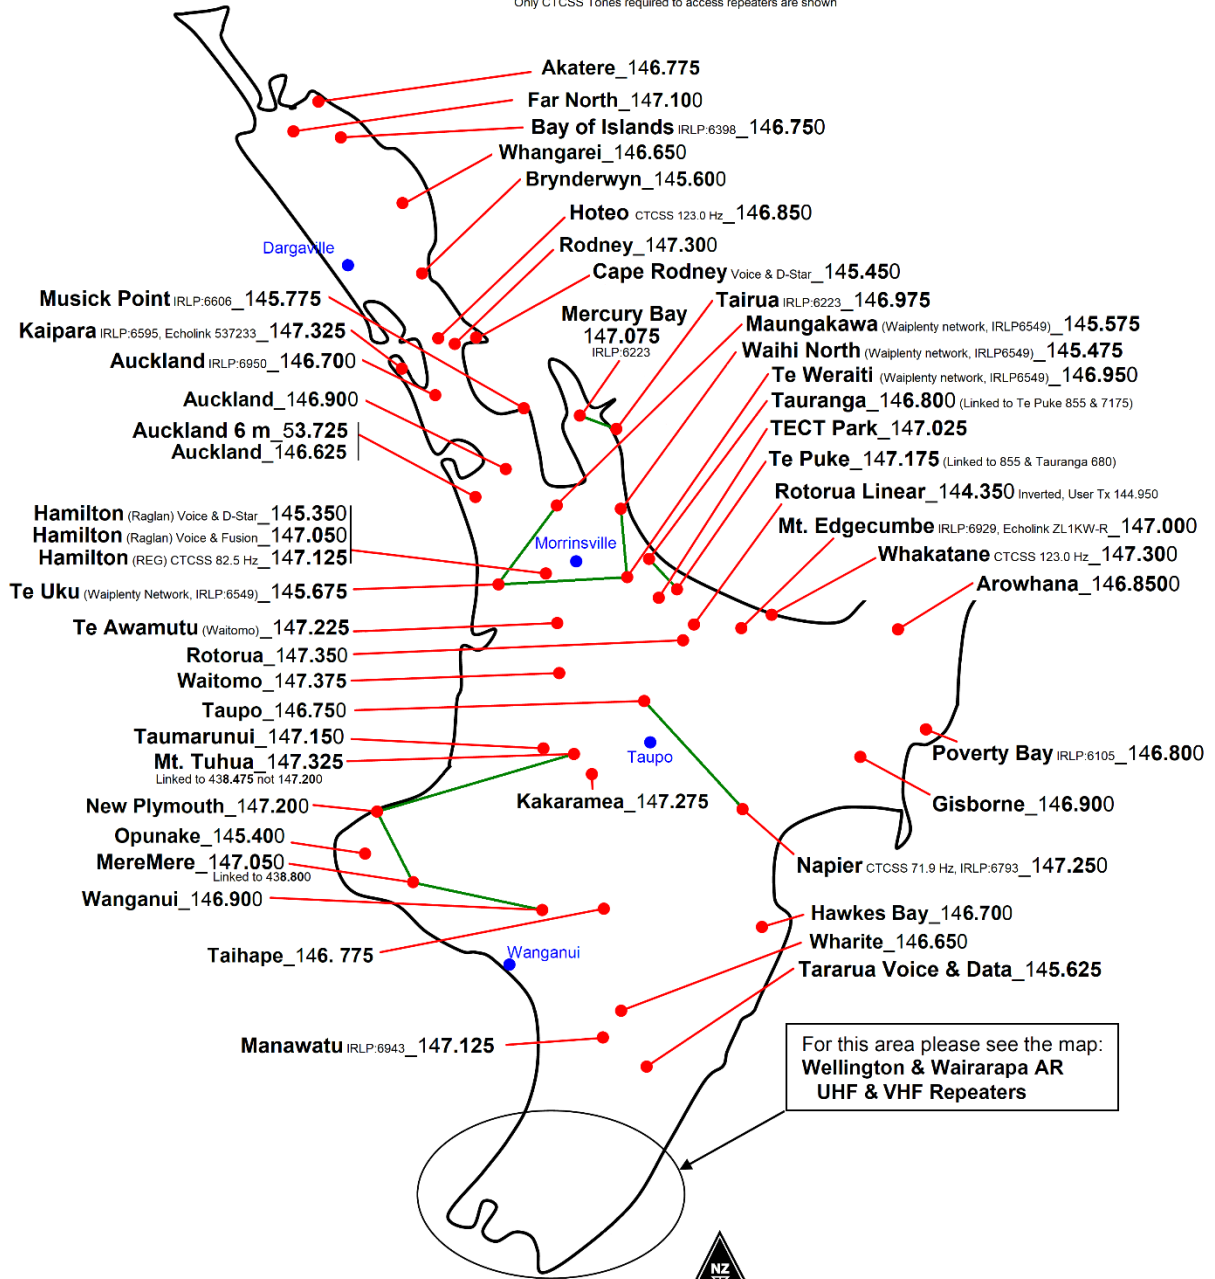 Only CTCSS Tones required to access repeaters are shown
Akatere_146.775
Far North_147.100
Bay of Islands IRLP:6398_146.750
Whangarei_146.650
Brynderwyn_145.600
Hoteo CTCSS 123.0 Hz_146.850
Rodney_147.300
Dargaville
Cape Rodney Voice & D-Star_145.450
Musick Point IRLP:6606_145.775
Kaipara IRLP:6595, Echolink 537233_147.325
Auckland IRLP:6950_146.700
Auckland_146.900
Auckland 6 m_53.725
Auckland_146.625
Mercury Bay
147.075
IRLP:6223
Tairua IRLP:6223_146.975
Maungakawa (Waiplenty network, IRLP6549)_145.575
Waihi North (Waiplenty network, IRLP6549)_145.475
Te Weraiti (Waiplenty network, IRLP6549)_146.950
Tauranga_146.800 (Linked to Te Puke 855 & 7175)
TECT Park_147.025
Te Puke_147.175 (Linked to 855 & Tauranga 680)
Rotorua Linear_144.350 Inverted, User Tx 144.950
Mt. Edgecumbe IRLP:6929, Echolink ZL1KW-R_147.000
Whakatane CTCSS 123.0 Hz_147.300
Arowhana_146.8500
Hamilton (Raglan) Voice & D-Star_145.350
Hamilton (Raglan) Voice & Fusion_147.050
Hamilton (REG) CTCSS 82.5 Hz_147.125
Morrinsville
Te Uku (Waiplenty Network, IRLP:6549)_145.675
Te Awamutu (Waitomo)_147.225
Rotorua_147.350
Waitomo_147.375
Taupo_146.750
Taumarunui_147.150
Mt. Tuhua_147.325
Linked to 438.475 not 147.200
Taupo
Kakaramea_147.275
New Plymouth_147.200
Opunake_145.400
MereMere_147.050
Linked to 438.800
Wanganui_146.900
Taihape_146. 775
Wanganui
Manawatu IRLP:6943_147.125
Poverty Bay IRLP:6105_146.800
Gisborne_146.900
Napier CTCSS 71.9 Hz, IRLP:6793_147.250
Hawkes Bay_146.700
Wharite_146.650
Tararua Voice & Data_145.625
For this area please see the map:
Wellington & Wairarapa AR
UHF & VHF Repeaters
NZ